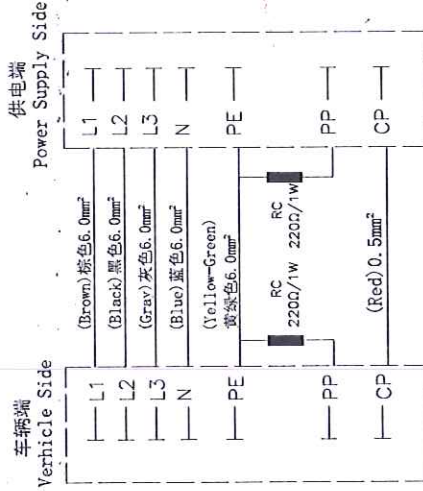 供电端
Power Supply Side
L1
L2
L3
N
PE
PP
CP
(Brown)棕色6.0mm²
(Black)黑色6.0mm²
(Gray)灰色6.0mm²
(Blue)蓝色6.0mm²
(Yellow-Green)
黄绿色6.0mm²
RC
220Ω/1W
RC
220Ω/1W
(Red)0.5mm²
车辆端
Verhicle Side
L1
L2
L3
N
PE
PP
CP